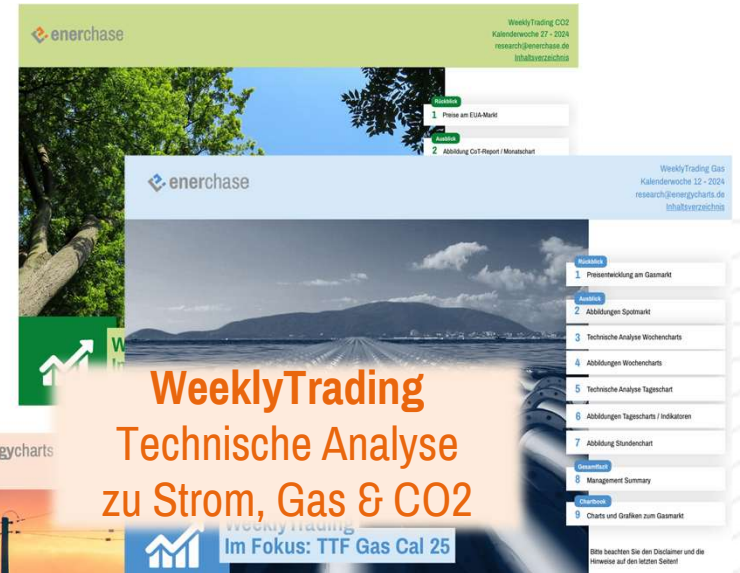 enerchase
WeeklyTrading CO2
Kalenderwoche 27 - 2024
research@enerchase.de
Inhaltsverzeichnis
Rückblick
1 Preise am EUA-Markt
Ausblick
2 Abbildung CoT-Report / Monatschart
enerchase
WeeklyTrading Gas
Kalenderwoche 12 - 2024
research@energycharts.de
Inhaltsverzeichnis
Rückblick
1 Preisentwicklung am Gasmarkt
Ausblick
2 Abbildungen Spotmarkt
3 Technische Analyse Wochencharts
4 Abbildungen Wochencharts
5 Technische Analyse Tageschart
6 Abbildungen Tagescharts / Indikatoren
7 Abbildung Stundenchart
Gesamtfazit
8 Management Summary
Chartbook
9 Charts und Grafiken zum Gasmarkt
Bitte beachten Sie den Disclaimer und die
Hinweise auf den letzten Seiten!
WeeklyTrading
Technische Analyse
zu Strom, Gas & CO2
gycharts
WeeklyTrading
Im Fokus: TTF Gas Cal 25